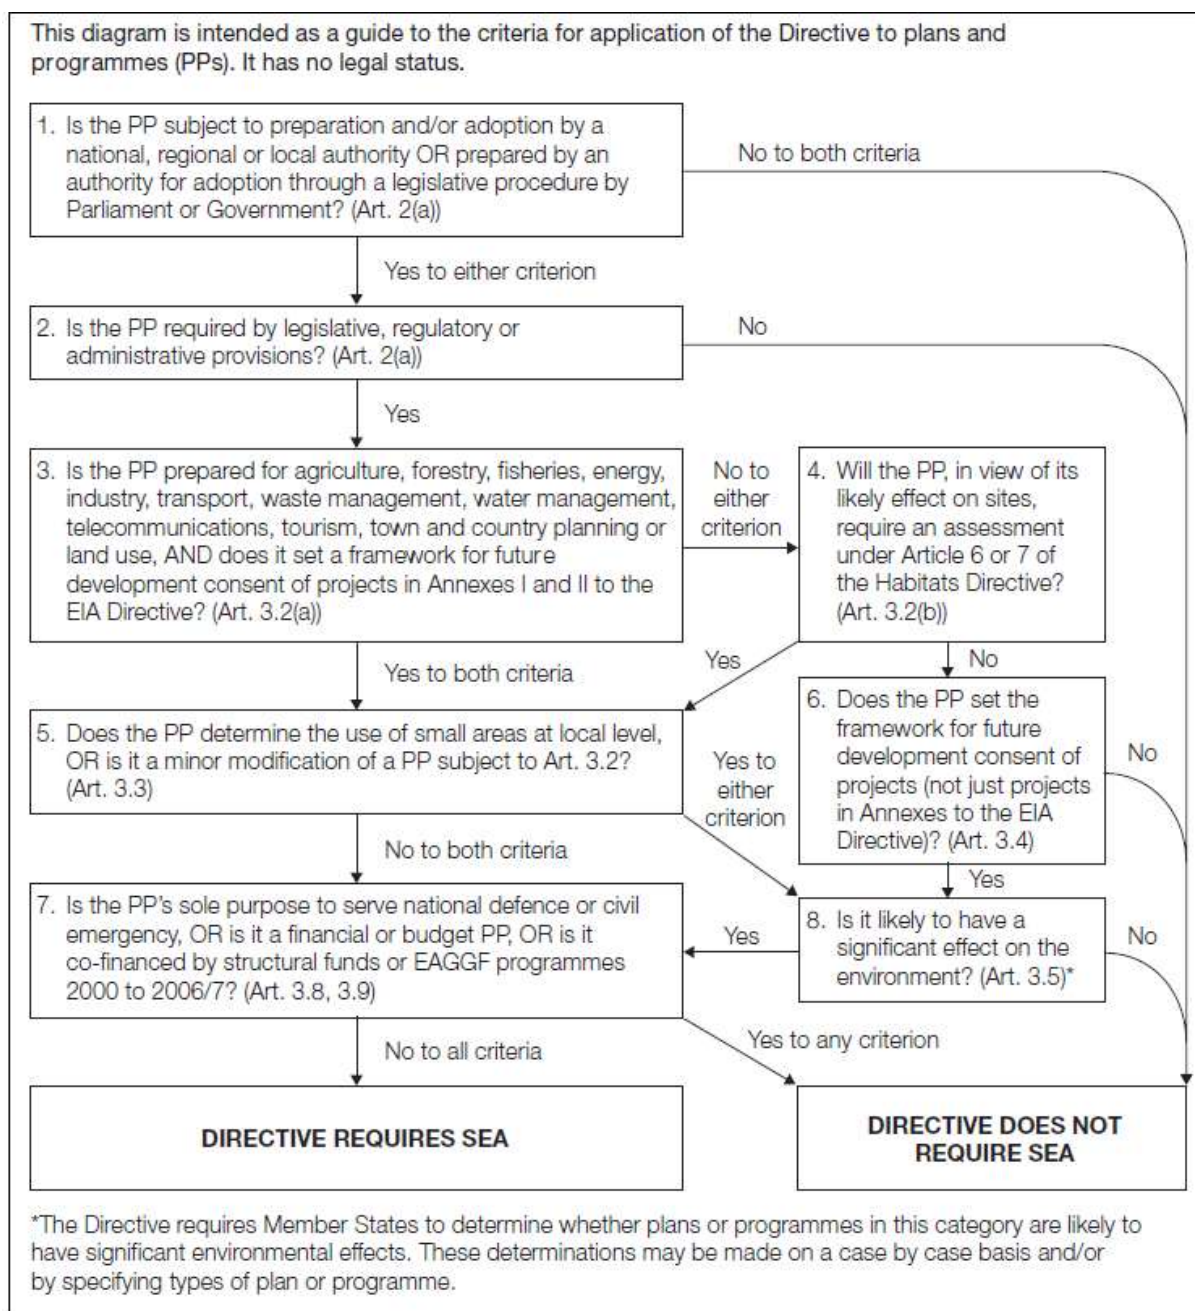 This diagram is intended as a guide to the criteria for application of the Directive to plans and
programmes (PPs). It has no legal status.
1. Is the PP subject to preparation and/or adoption by a
national, regional or local authority OR prepared by an
authority for adoption through a legislative procedure by
Parliament or Government? (Art. 2(a))
No to both criteria
Yes to either criterion
2. Is the PP required by legislative, regulatory or
administrative provisions? (Art. 2(a))
No
Yes
3. Is the PP prepared for agriculture, forestry, fisheries, energy,
industry, transport, waste management, water management,
telecommunications, tourism, town and country planning or
land use, AND does it set a framework for future
development consent of projects in Annexes I and II to the
EIA Directive? (Art. 3.2(a))
No to
either
criterion
4. Will the PP, in view of its
likely effect on sites,
require an assessment
under Article 6 or 7 of
the Habitats Directive?
(Art. 3.2(b))
Yes to both criteria
Yes
No
5. Does the PP determine the use of small areas at local level,
OR is it a minor modification of a PP subject to Art. 3.2?
(Art. 3.3)
Yes to
either
criterion
6. Does the PP set the
framework for future
development consent of
projects (not just projects
in Annexes to the EIA
Directive)? (Art. 3.4)
No
No to both criteria
Yes
7. Is the PP's sole purpose to serve national defence or civil
emergency, OR is it a financial or budget PP, OR is it
co-financed by structural funds or EAGGF programmes
2000 to 2006/7? (Art. 3.8, 3.9)
Yes
8. Is it likely to have a
significant effect on the
environment? (Art. 3.5)*
No
No to all criteria
Yes to any criterion
DIRECTIVE REQUIRES SEA
DIRECTIVE DOES NOT
REQUIRE SEA
*The Directive requires Member States to determine whether plans or programmes in this category are likely to
have significant environmental effects. These determinations may be made on a case by case basis and/or
by specifying types of plan or programme.